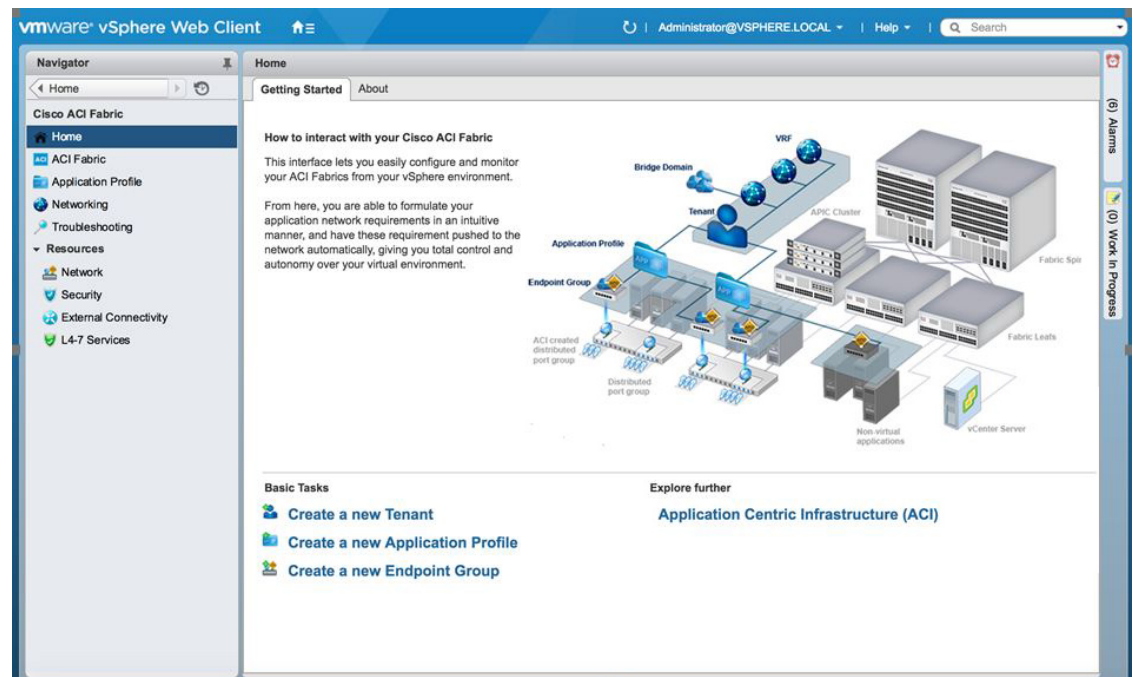 vmware® vSphere Web Client
Administrator@VSPHERE.LOCAL
Help
Search
Navigator
Home
Cisco ACI Fabric
Home
ACI ACI Fabric
Application Profile
Networking
Troubleshooting
Resources
Network
Security
External Connectivity
L4-7 Services
Home
Getting Started
About
How to interact with your Cisco ACI Fabric
This interface lets you easily configure and monitor
your ACI Fabrics from your vSphere environment.
From here, you are able to formulate your
application network requirements in an intuitive
manner, and have these requirement pushed to the
network automatically, giving you total control and
autonomy over your virtual environment.
VRF
Bridge Domain
Tenant
APIC Cluster
Application Profile
APP
Fabric Spin
Endpoint Group
APP
ACI created
distributed
port group
Fabric Leafs
Distributed
port group
Non-virtual
applications
vCenter Server
Basic Tasks
Create a new Tenant
Create a new Application Profile
Create a new Endpoint Group
Explore further
Application Centric Infrastructure (ACI)
(6) Alarms
(0) Work In Progress